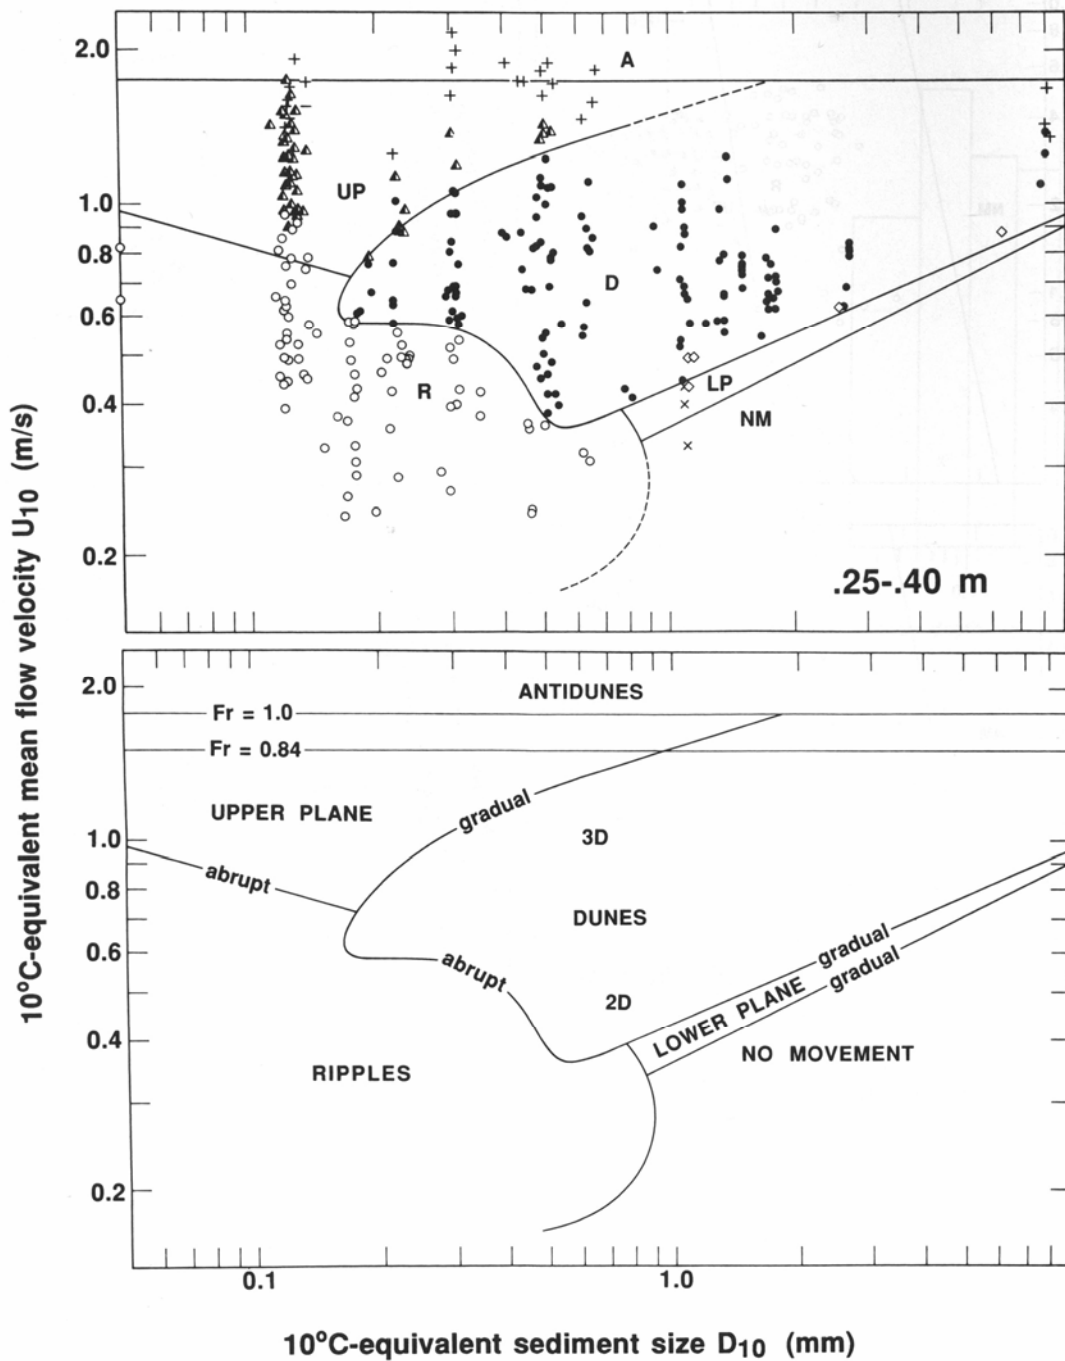 2.0
1.0
0.8
0.6
0.4
0.2
A
UP
D
R
LP
NM
.25-.40 m
10°C-equivalent mean flow velocity U10 (m/s)
2.0
1.0
0.8
0.6
0.4
0.2
ANTIDUNES
Fr = 1.0
Fr = 0.84
UPPER PLANE
gradual
3D
abrupt
DUNES
abrupt
gradual
gradual
2D
LOWER PLANE
NO MOVEMENT
RIPPLES
0.1
1.0
10°C-equivalent sediment size D10 (mm)